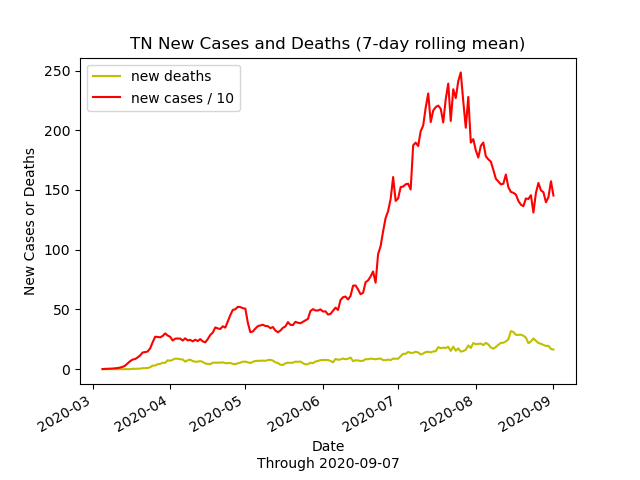 TN New Cases and Deaths (7-day rolling mean)
new deaths
new cases / 10
250
200
150
100
50
0
New Cases or Deaths
2020-03
2020-04
2020-05
2020-06
2020-07
2020-08
2020-09
Date
Through 2020-09-07